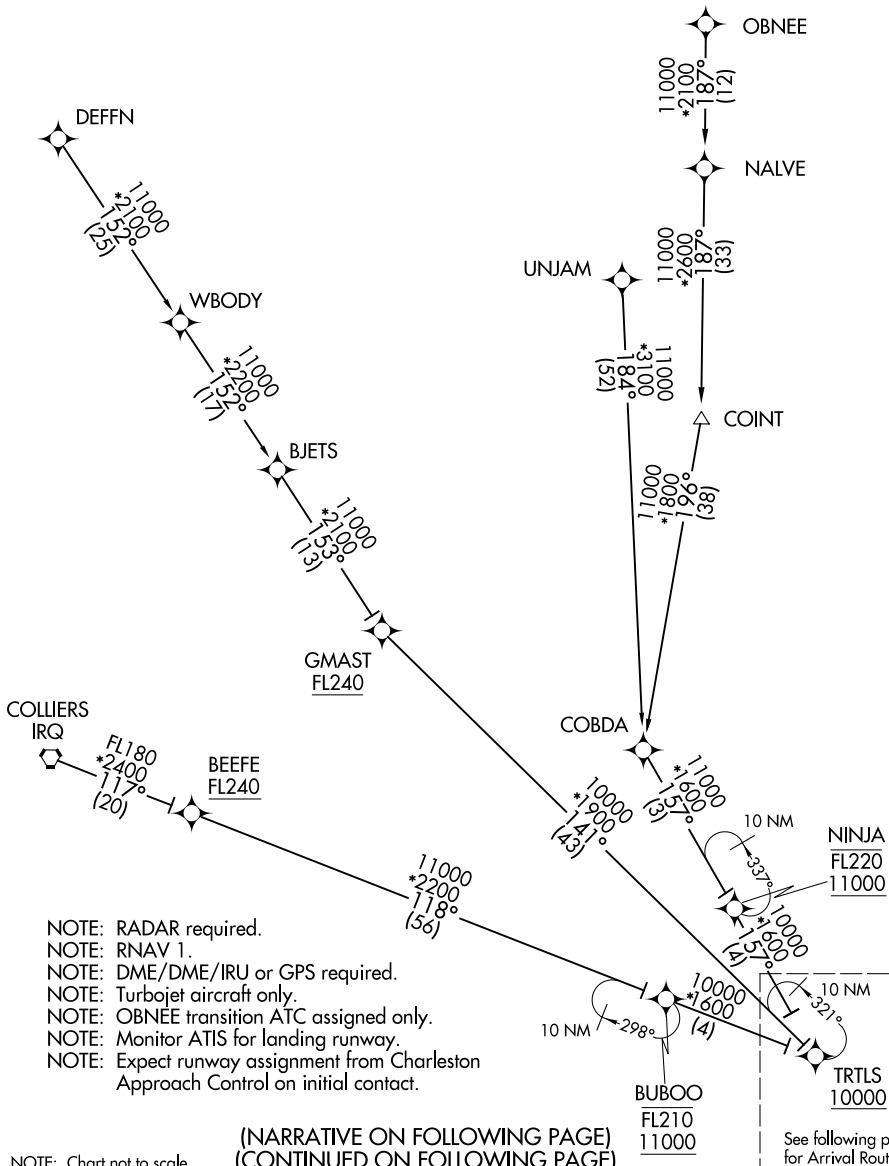 OBNEE
11000
*2100
187°
(12)
DEFFN
NALVE
11000
*2100
152°
(25)
11000
*2600
187°
(33)
UNJAM
WBODY
11000
*3100
184°
(52)
11000
*2200
152°
(17)
COINT
BJETS
11000
*1800
196°
(38)
11000
*2100
153°
(13)
GMAST
FL240
COLLIERS
IRQ
COBDA
FL180
*2400
117°
(20)
BEEFE
FL240
11000
*1600
157°
(3)
10000
*1900
141°
(43)
10 NM
337°
NINJA
FL220
11000
11000
*2200
118°
(56)
10000
*1600
157°
(4)
NOTE: RADAR required.
NOTE: RNAV 1.
NOTE: DME/DME/IRU or GPS required.
NOTE: Turbojet aircraft only.
NOTE: OBNEE transition ATC assigned only.
NOTE: Monitor ATIS for landing runway.
NOTE: Expect runway assignment from Charleston
Approach Control on initial contact.
10 NM
321°
10000
*1600
(4)
10 NM
298°
TRTLS
10000
BUBOO
FL210
11000
(NARRATIVE ON FOLLOWING PAGE)
(CONTINUED ON FOLLOWING PAGE)
NOTE: Chart not to scale
See following p
for Arrival Rout